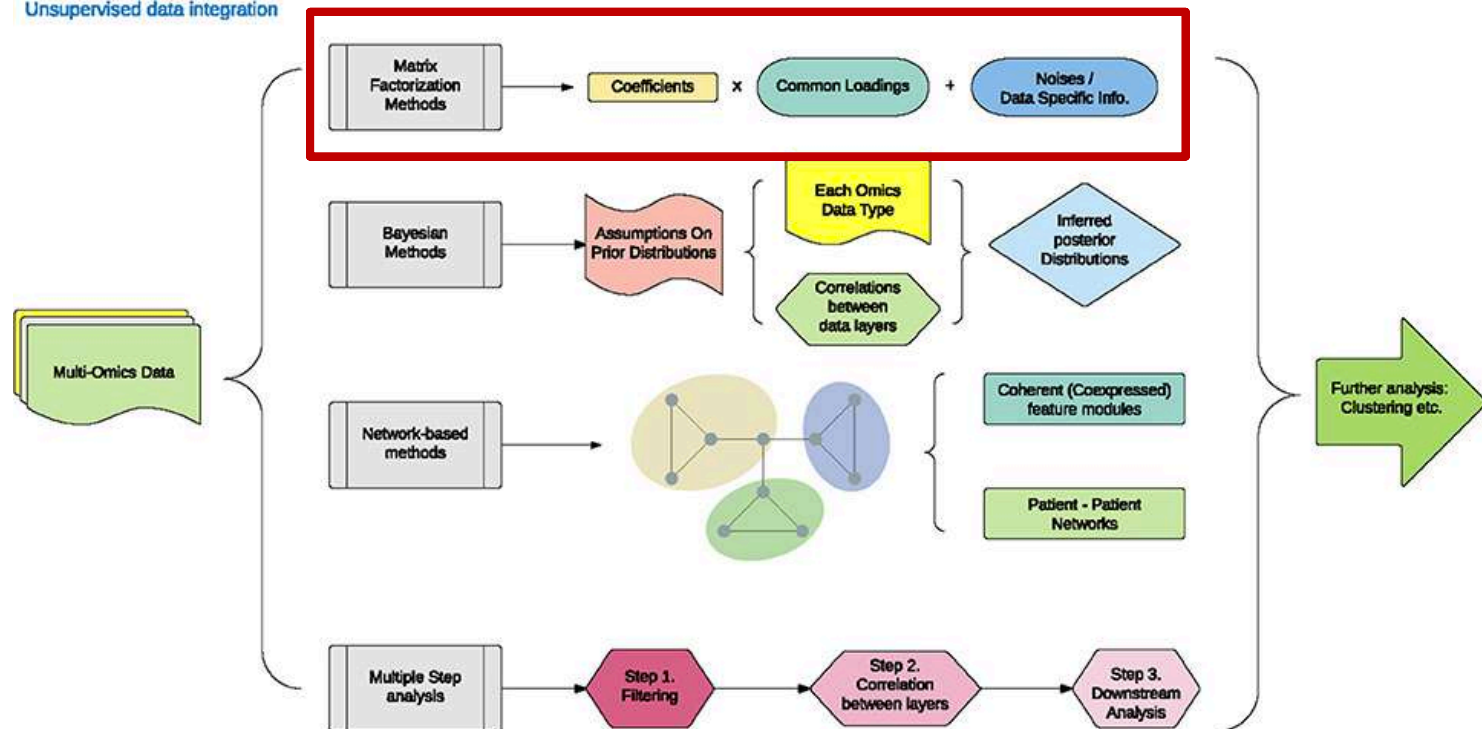 Unsupervised data integration
Matrix
Factorization
Methods
Coefficients
x
Common Loadings
+
Noises /
Data Specific Info.
Bayesian
Methods
Assumptions On
Prior Distributions
Each Omics
Data Type
Correlations
between
data layers
Inferred
posterior
Distributions
Multi-Omics Data
Network-based
methods
Coherent (Coexpressed)
feature modules
Patient - Patient
Networks
Further analysis:
Clustering etc.
Multiple Step
analysis
Step 1.
Filtering
Step 2.
Correlation
between layers
Step 3.
Downstream
Analysis